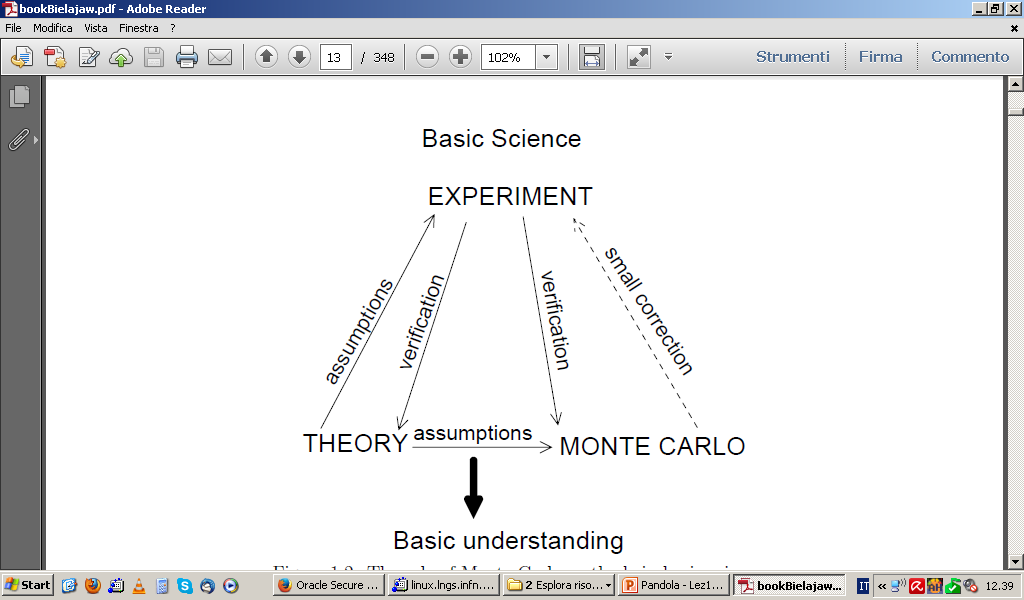 bookBielajaw.pdf - Adobe Reader
File Modifica Vista Finestra ?
13 / 348 102% Strumenti Firma Commento
Basic Science
EXPERIMENT
assumptions
verification
verification
small correction
THEORY
assumptions
MONTE CARLO
Basic understanding
Start Oracle Secure ... linux.lngs.infn.... 2 Esplora riso... Pandola - Lez1... bookBielajaw... IT « 12.39